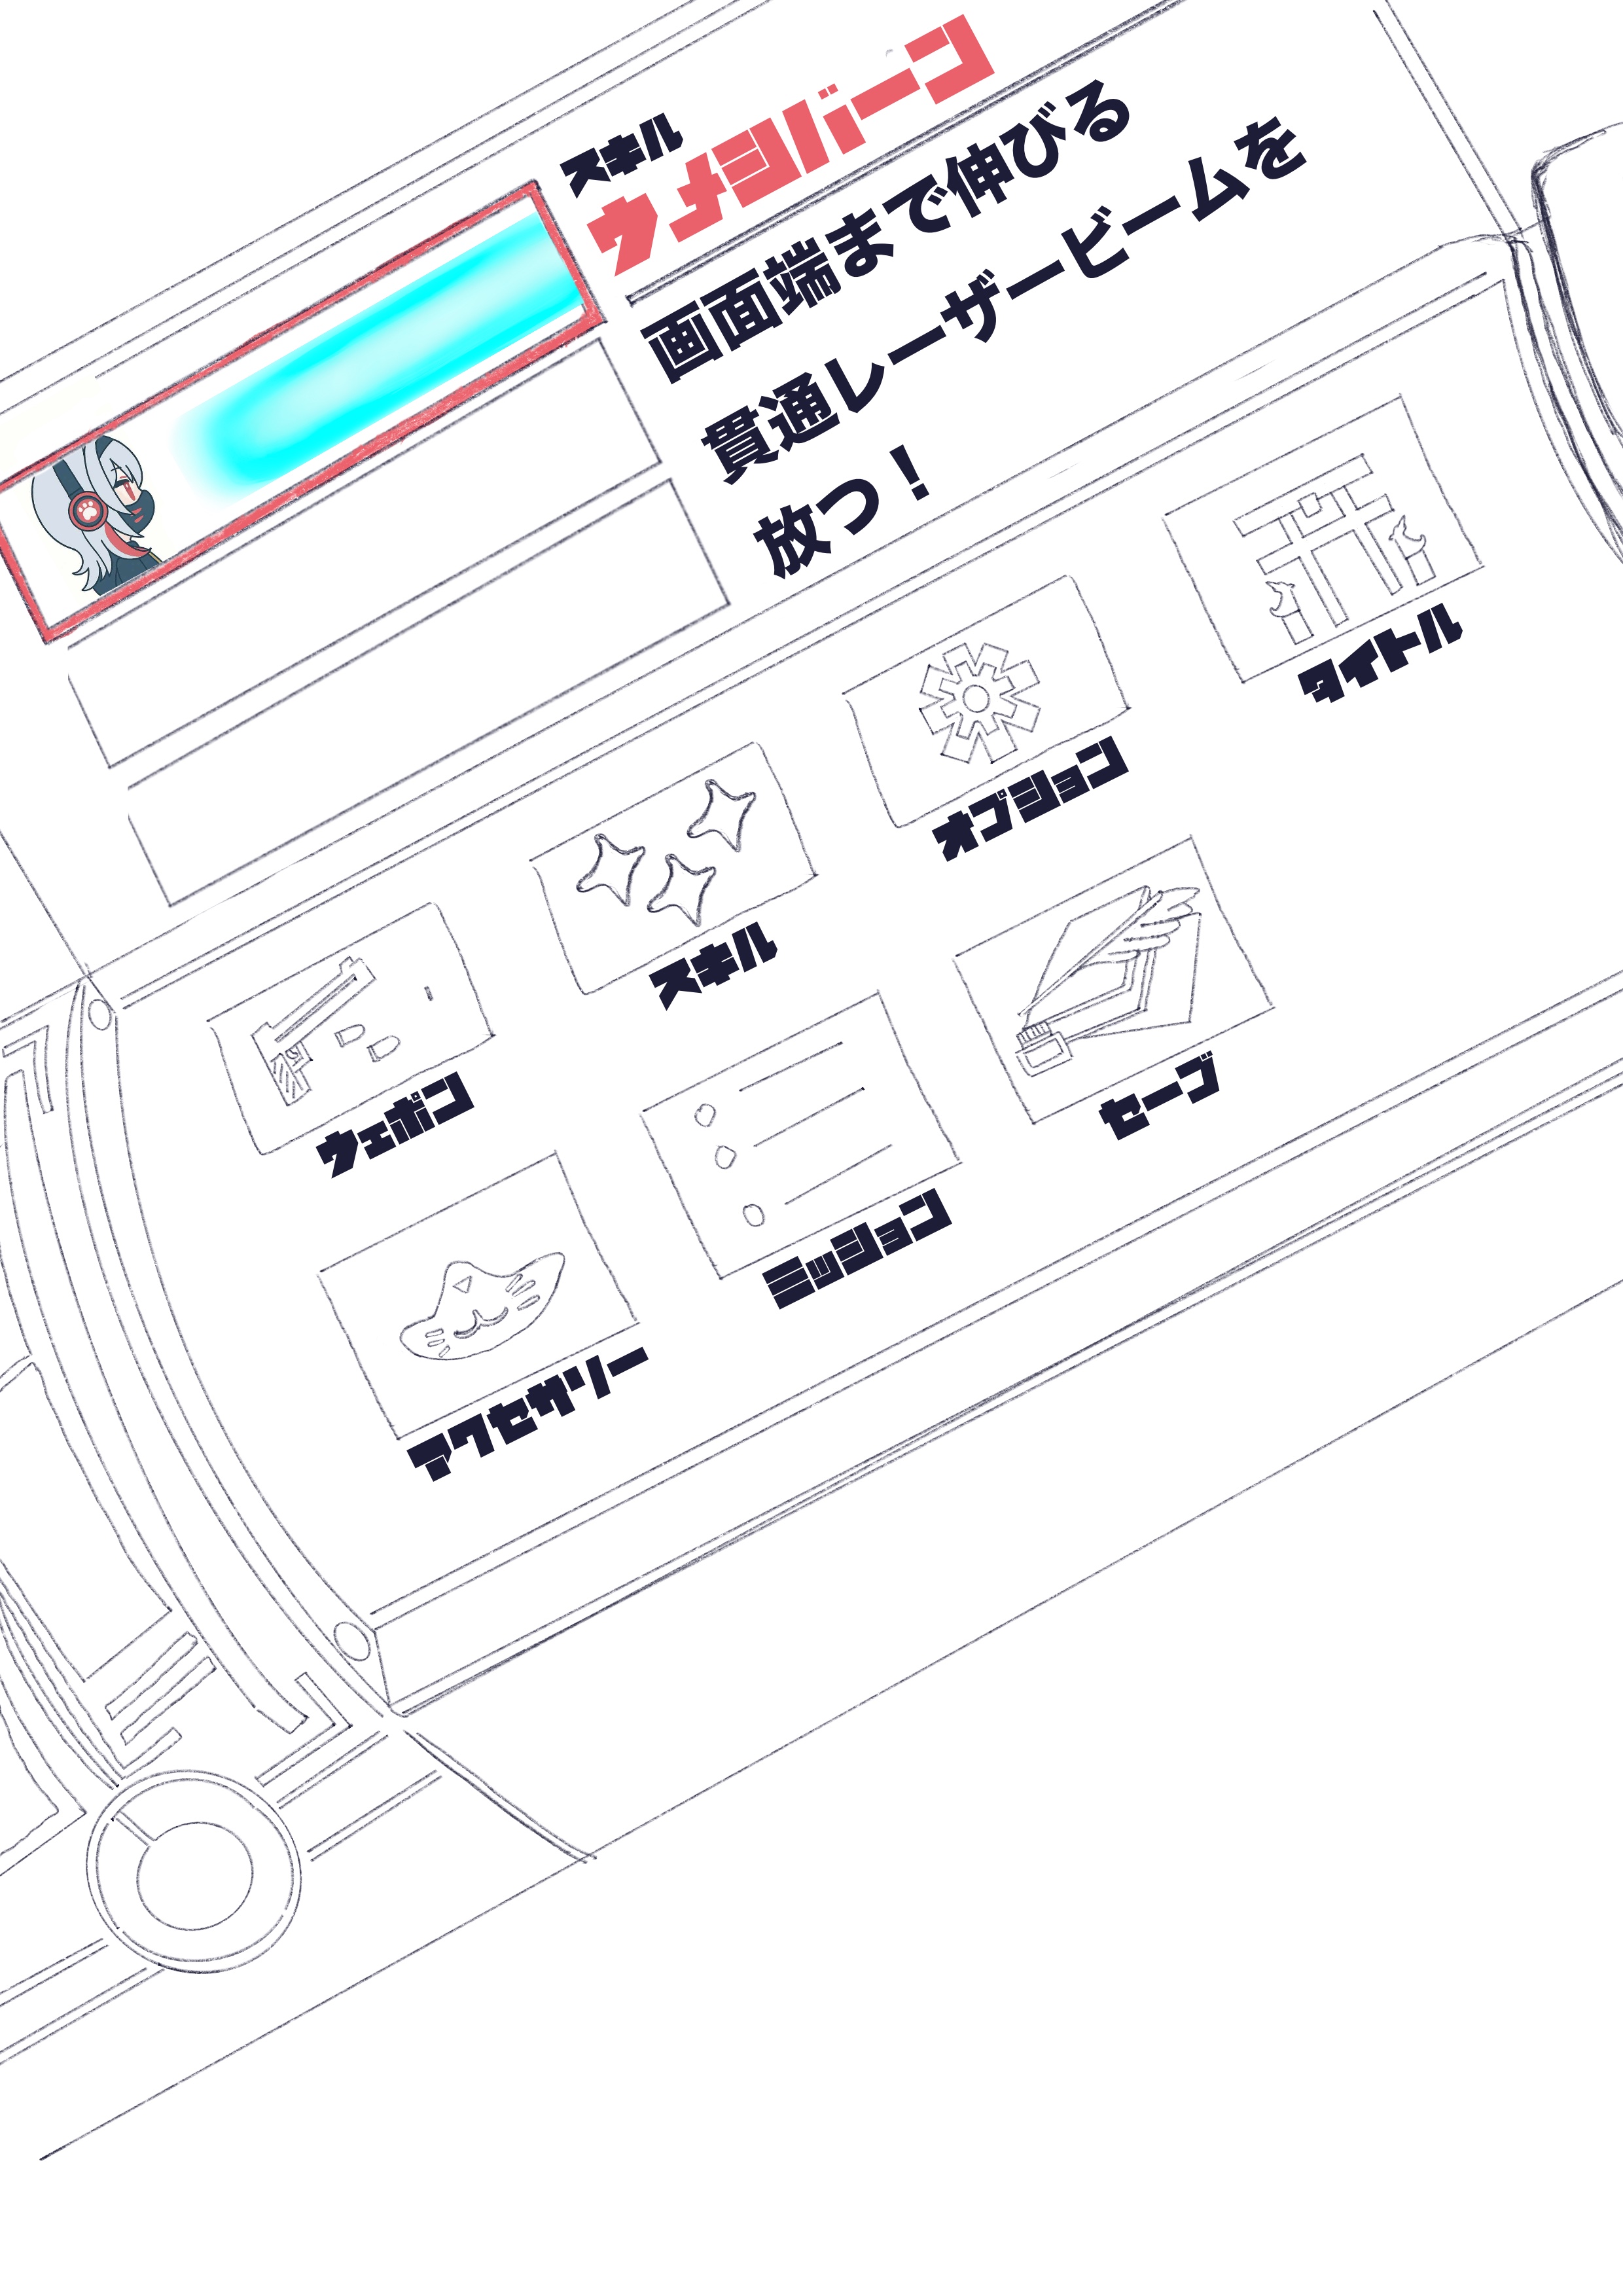 スキル
ウメヨバーン
画面端まで伸びる
貫通レーザービームを
放つ！
ウェポン
スキル
オプション
タイトル
アクセサリー
ミッション
セーブ